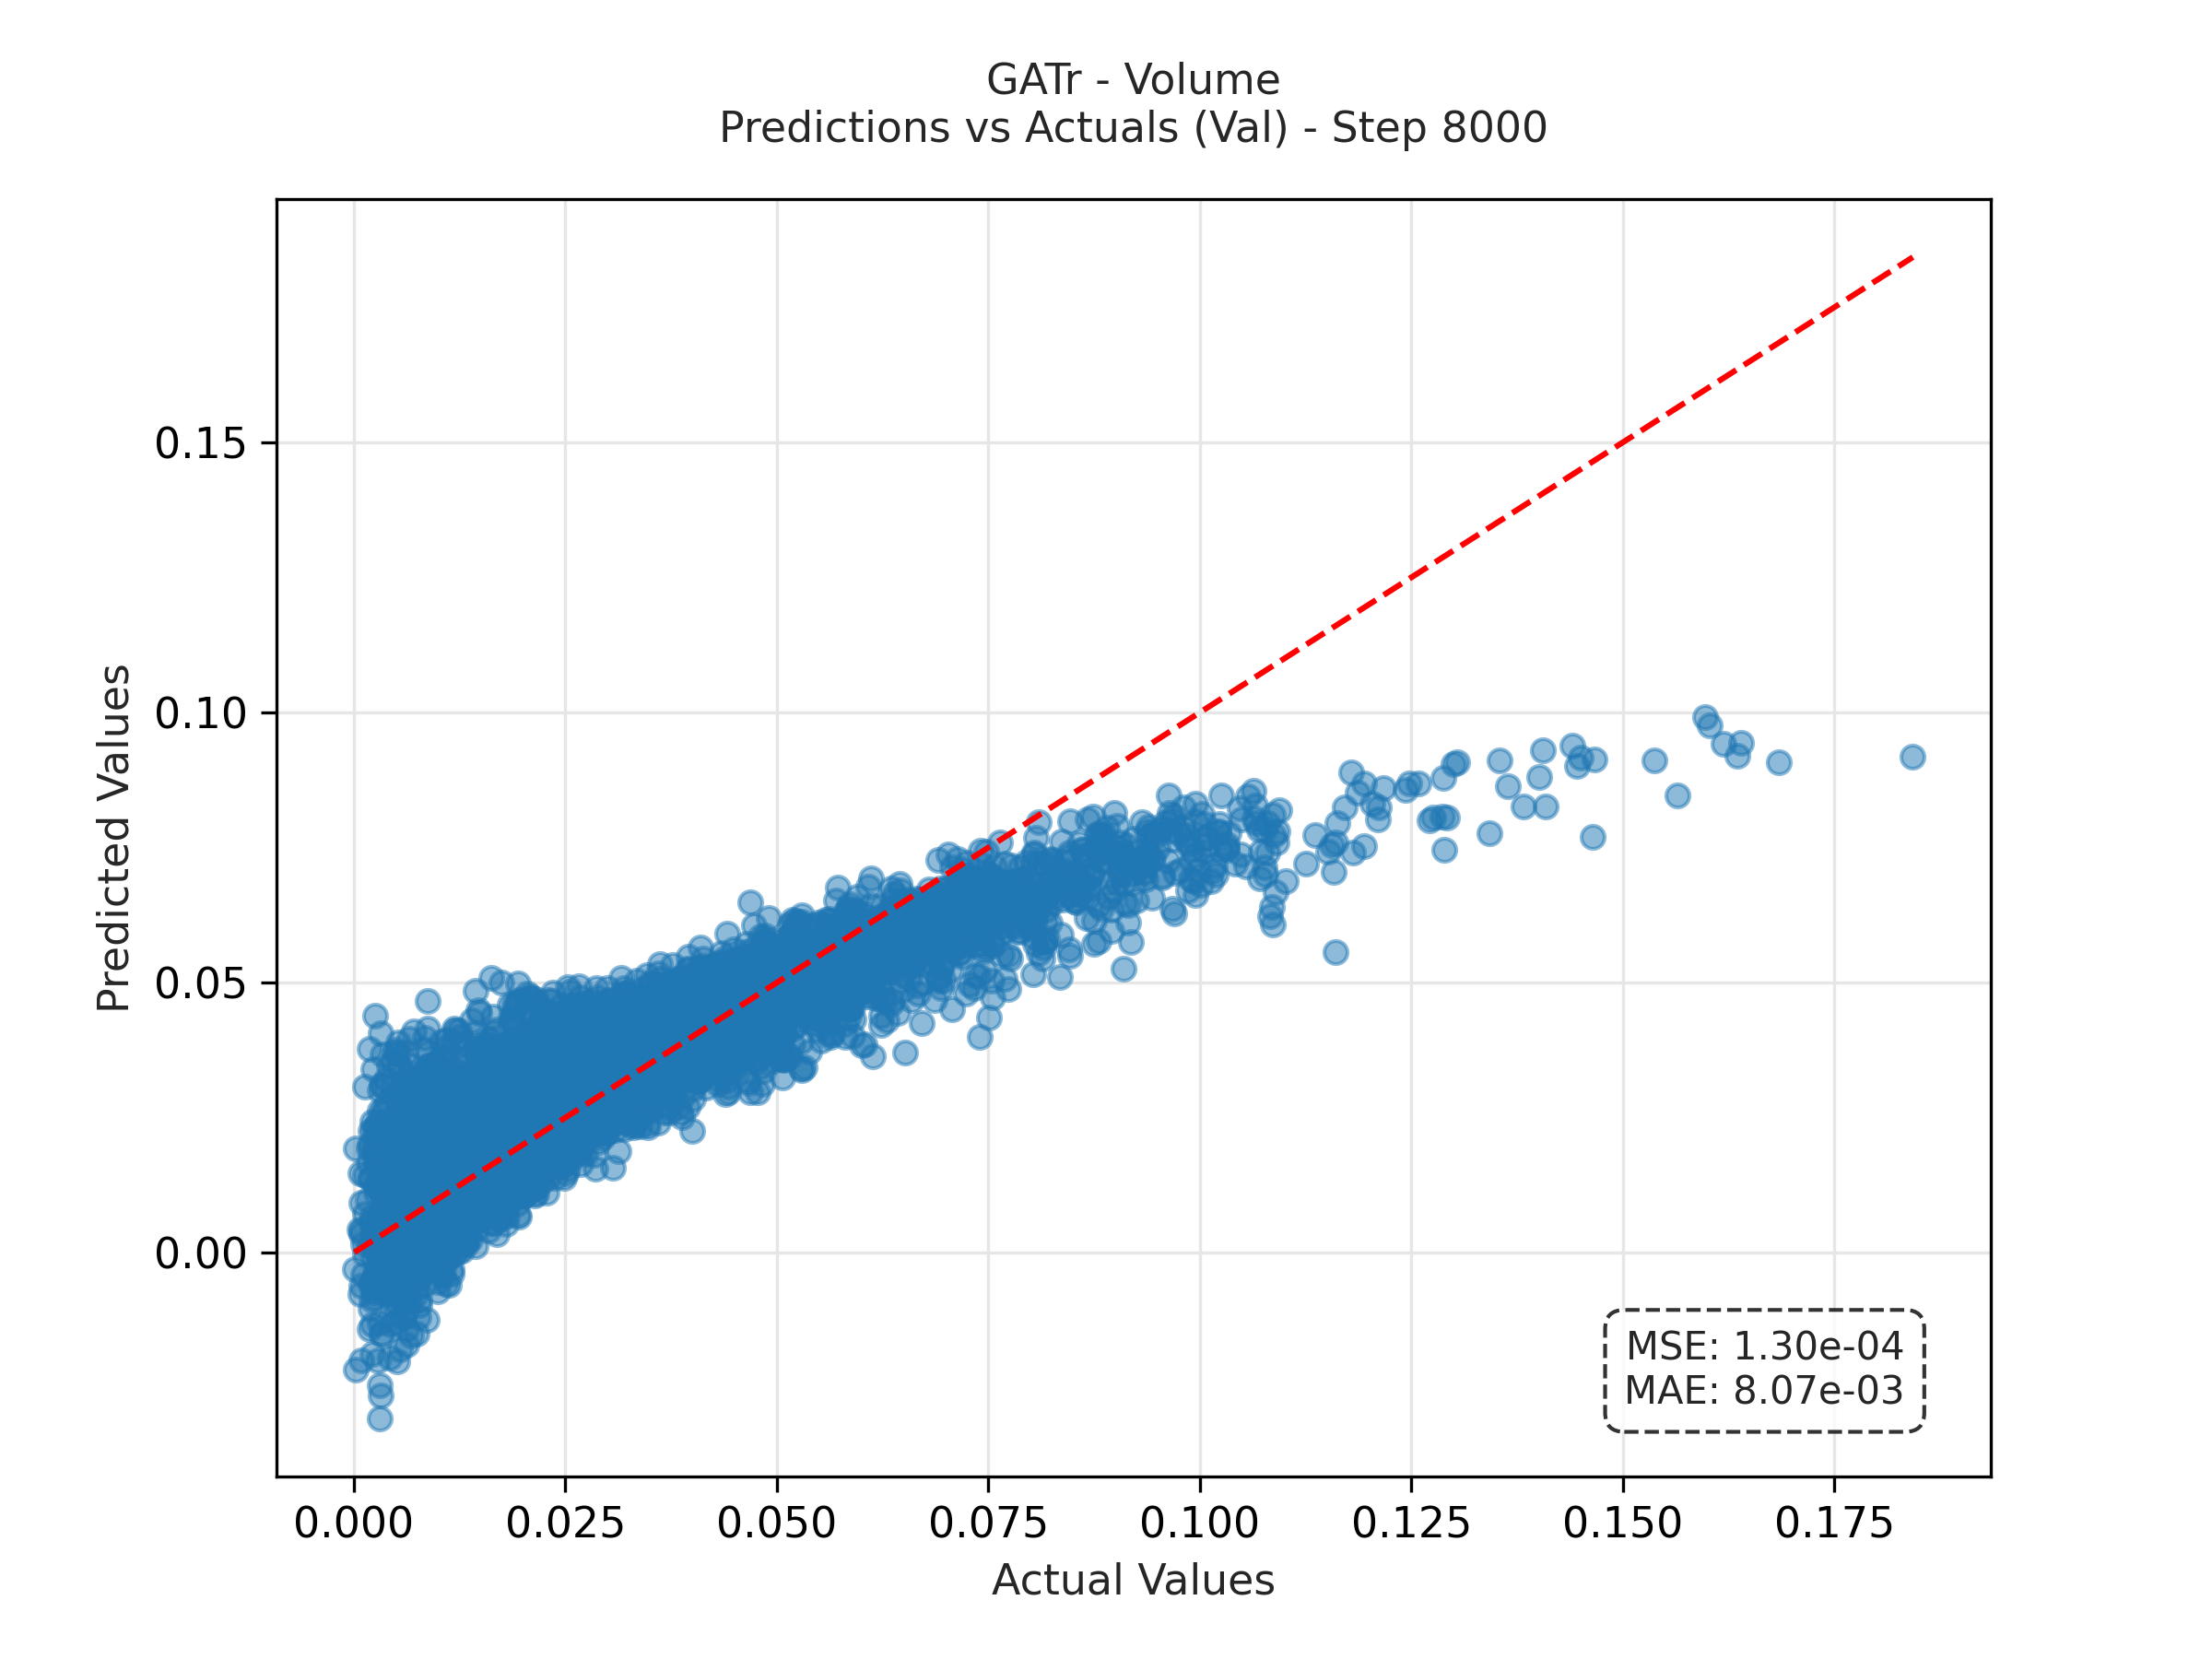 GATr - Volume
Predictions vs Actuals (Val) - Step 8000
Predicted Values
0.15
0.10
0.05
0.00
MSE: 1.30e-04
MAE: 8.07e-03
0.000 0.025 0.050 0.075 0.100 0.125 0.150 0.175
Actual Values